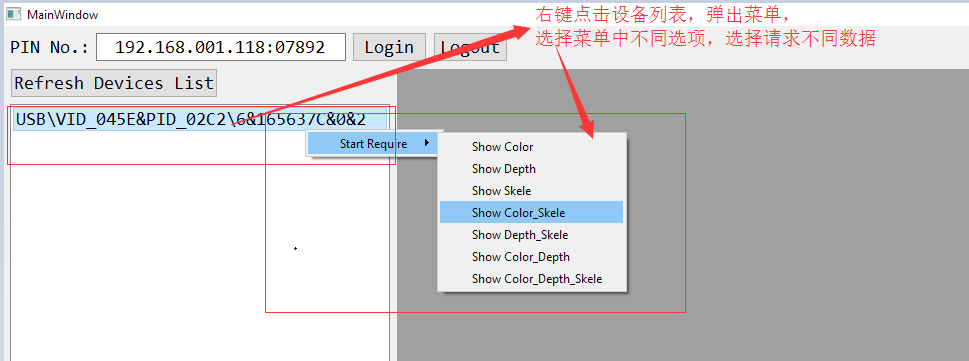 MainWindow
右键点击设备列表，弹出菜单，
选择菜单中不同选项，选择请求不同数据
PIN No.: 192.168.001.118:07892 Login Logout
Refresh Devices List
USB\VID_045E&PID_02C2\6&165637C&0&2
Start Require
Show Color
Show Depth
Show Skele
Show Color_Skele
Show Depth_Skele
Show Color_Depth
Show Color_Depth_Skele